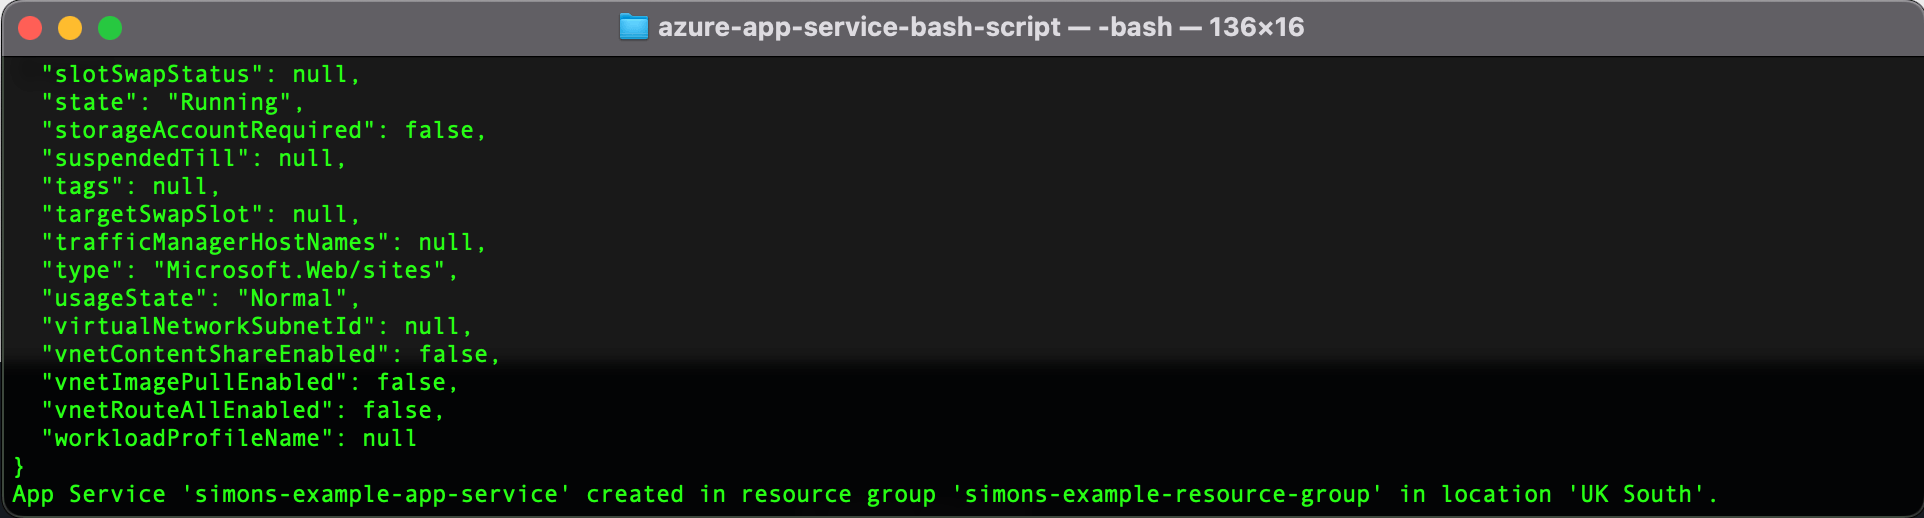 azure-app-service-bash-script — -bash — 136×16
"slotSwapStatus": null,
"state": "Running",
"storageAccountRequired": false,
"suspendedTill": null,
"tags": null,
"targetSwapSlot": null,
"trafficManagerHostNames": null,
"type": "Microsoft.Web/sites",
"usageState": "Normal",
"virtualNetworkSubnetId": null,
"vnetContentShareEnabled": false,
"vnetImagePullEnabled": false,
"vnetRouteAllEnabled": false,
"workloadProfileName": null
}
App Service 'simons-example-app-service' created in resource group 'simons-example-resource-group' in location 'UK South'.